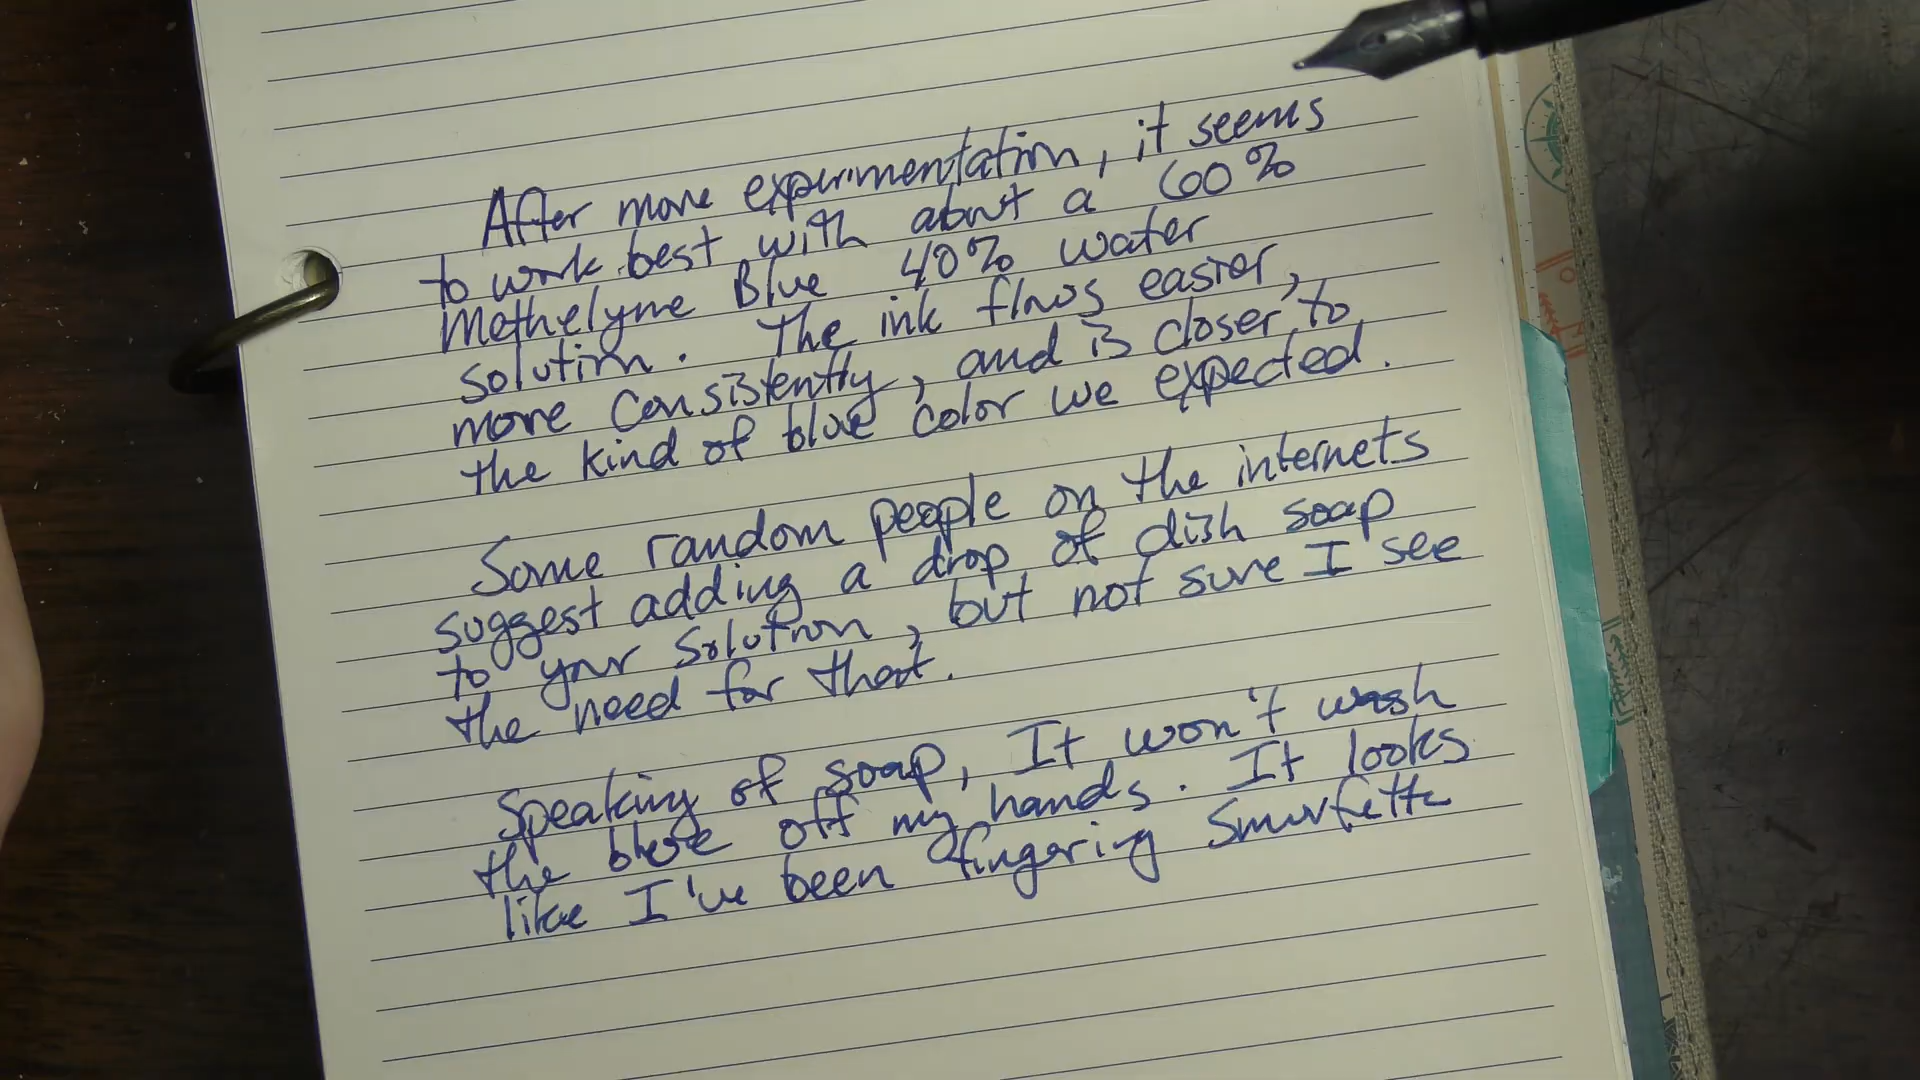 After more experimentation, it seems
to work best with about a 60%
Methelyne Blue 40% water
solution. The ink flows easier,
more consistently, and is closer to
the kind of blue color we expected.
Some random people on the internets
suggest adding a drop of dish soap
to your solution, but not sure I see
the need for that.
Speaking of soap, It won't wash
the blue off my hands. It looks
like I've been fingering Smurfette